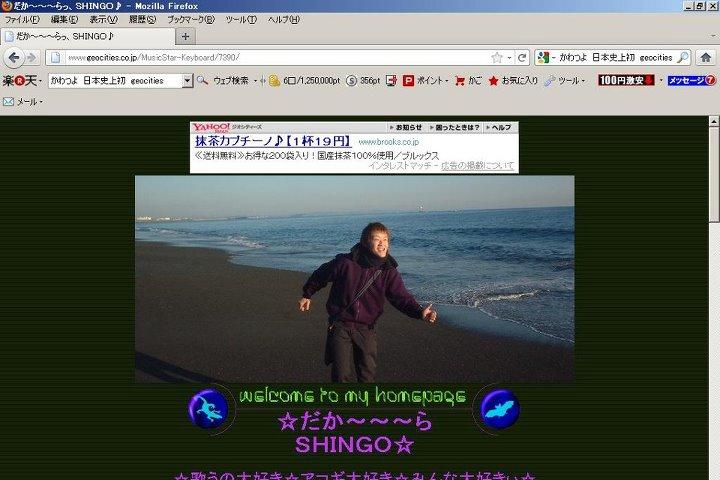 だか～～～らっ、SHINGO♪ - Mozilla Firefox
ファイル(F) 編集(E) 表示(V) 履歴(S) ブックマーク(B) ツール(T) ヘルプ(H)
だか～～～らっ、SHINGO♪
www.geocities.co.jp/MusicStar-Keyboard/7390/
かわつよ 日本史上初 geocities
楽R天 かわつよ 日本史上初 geocities ウェブ検索 6口/1,250,000pt 356pt ポイント かご お気に入り ツール 100円激安 メッセージ 7
メール
YAHOO! JAPAN ジオシティーズ お知らせ 困ったときは? ヘルプ
抹茶カプチーノ♪【1杯19円】 www.brooks.co.jp
≪送料無料≫お得な200袋入り！国産抹茶100%使用／ブルックス
インタレストマッチ - 広告の掲載について
welcome to my homepage
☆だか～～～ら
SHINGO☆
☆歌うの大好き☆アコギ大好き☆みんな大好きぃ☆